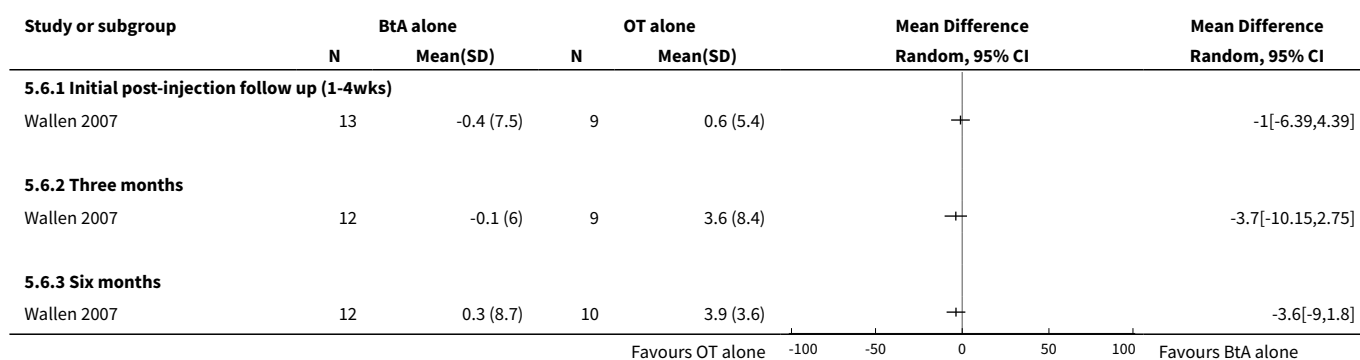 Study or subgroup BtA alone OT alone Mean Difference Mean Difference
N Mean(SD) N Mean(SD) Random, 95% CI Random, 95% CI
5.6.1 Initial post-injection follow up (1-4wks)
Wallen 2007 13 -0.4 (7.5) 9 0.6 (5.4) -1[-6.39,4.39]
5.6.2 Three months
Wallen 2007 12 -0.1 (6) 9 3.6 (8.4) -3.7[-10.15,2.75]
5.6.3 Six months
Wallen 2007 12 0.3 (8.7) 10 3.9 (3.6) -3.6[-9,1.8]
Favours OT alone -100 -50 0 50 100 Favours BtA alone